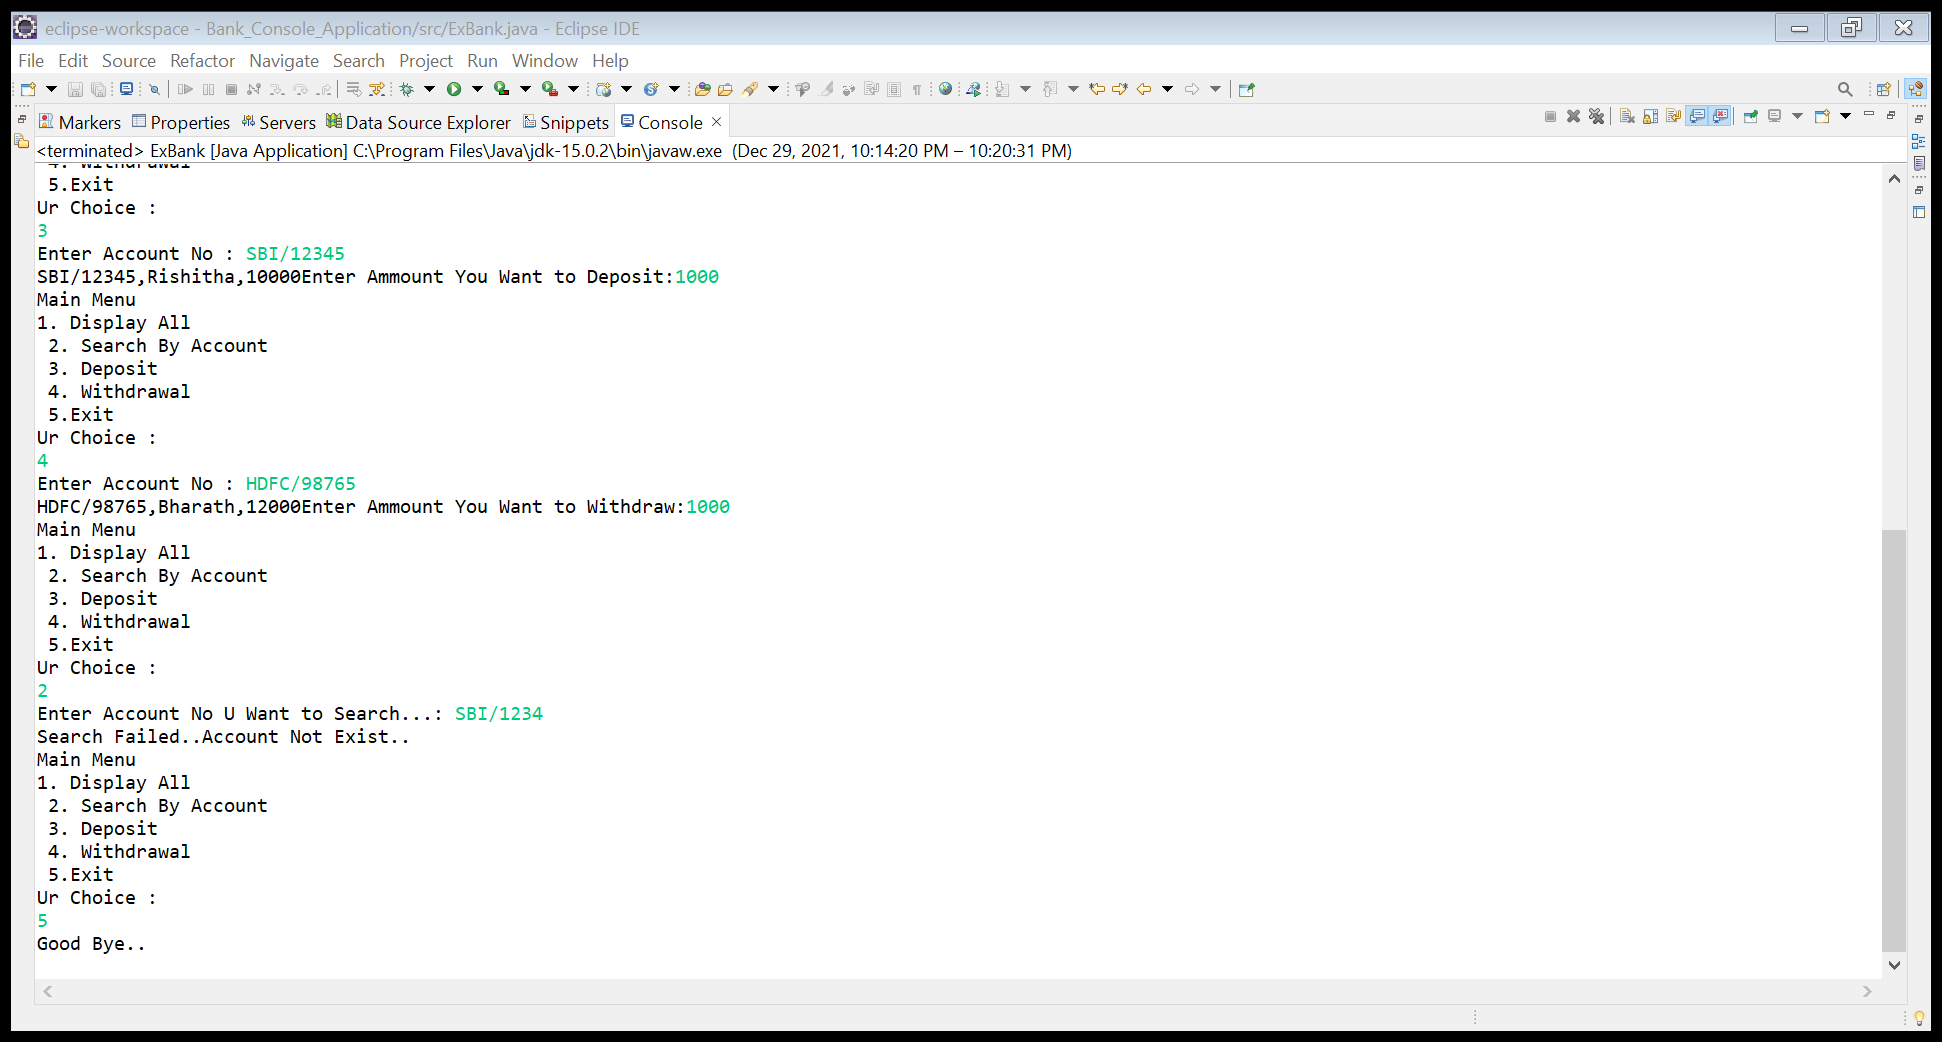 eclipse-workspace - Bank_Console_Application/src/ExBank.java - Eclipse IDE
File Edit Source Refactor Navigate Search Project Run Window Help
Markers Properties Servers Data Source Explorer Snippets Console
<terminated> ExBank [Java Application] C:\Program Files\Java\jdk-15.0.2\bin\javaw.exe (Dec 29, 2021, 10:14:20 PM – 10:20:31 PM)
4. Withdrawal
5.Exit
Ur Choice :
3
Enter Account No : SBI/12345
SBI/12345,Rishitha,10000Enter Ammount You Want to Deposit:1000
Main Menu
1. Display All
2. Search By Account
3. Deposit
4. Withdrawal
5.Exit
Ur Choice :
4
Enter Account No : HDFC/98765
HDFC/98765,Bharath,12000Enter Ammount You Want to Withdraw:1000
Main Menu
1. Display All
2. Search By Account
3. Deposit
4. Withdrawal
5.Exit
Ur Choice :
2
Enter Account No U Want to Search...: SBI/1234
Search Failed..Account Not Exist..
Main Menu
1. Display All
2. Search By Account
3. Deposit
4. Withdrawal
5.Exit
Ur Choice :
5
Good Bye..